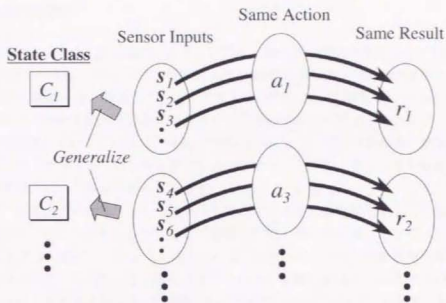 Same Action
Sensor Inputs
Same Result
State Class
C1
s1
s2
s3
a1
r1
Generalize
C2
s4
s5
s6
a3
r2